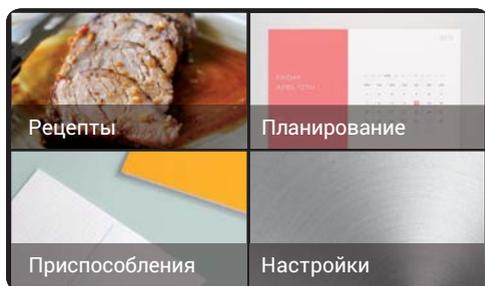 Рецепты
Планирование
Приспособления
Настройки